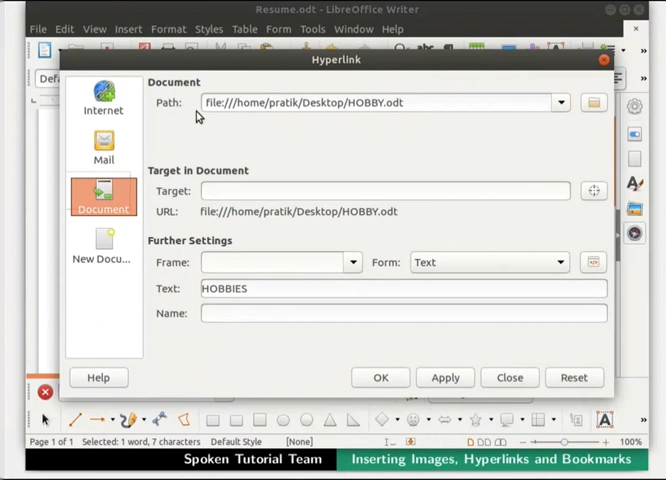 Resume.odt - LibreOffice Writer
File Edit View Insert Format Styles Table Form Tools Window Help
Hyperlink
Internet
Mail
Document
New Docu...
Document
Path: file:///home/pratik/Desktop/HOBBY.odt
Target in Document
Target:
URL: file:///home/pratik/Desktop/HOBBY.odt
Further Settings
Frame: Form: Text
Text: HOBBIES
Name:
Help OK Apply Close Reset
Page 1 of 1 Selected: 1 word, 7 characters Default Style [None] 100%
Spoken Tutorial Team Inserting Images, Hyperlinks and Bookmarks